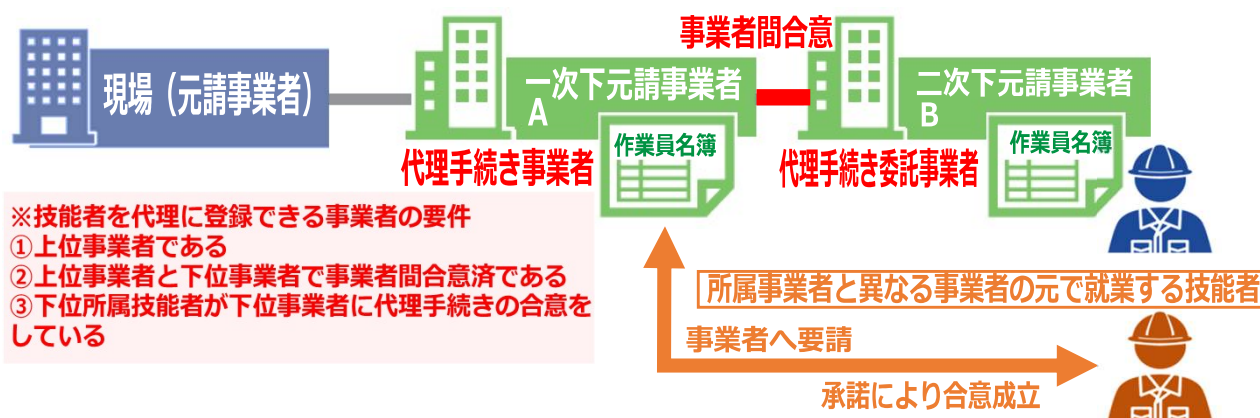 事業者間合意
現場（元請事業者）
一次下元請事業者
A
二次下元請事業者
B
作業員名簿
作業員名簿
代理手続き事業者
代理手続き委託事業者
※技能者を代理に登録できる事業者の要件
①上位事業者である
②上位事業者と下位事業者で事業者間合意済である
③下位所属技能者が下位事業者に代理手続きの合意を
している
所属事業者と異なる事業者の元で就業する技能者
事業者へ要請
承諾により合意成立